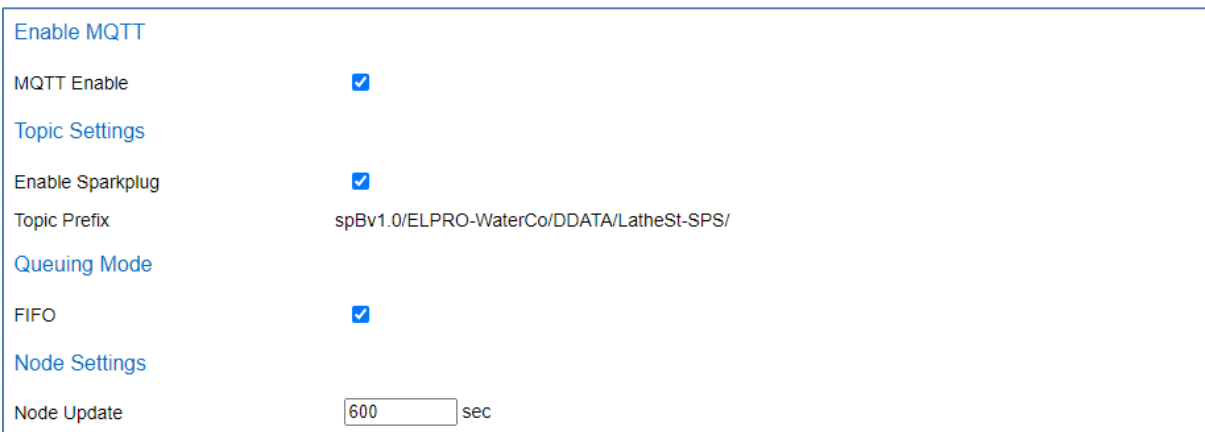 Enable MQTT
MQTT Enable
Topic Settings
Enable Sparkplug
Topic Prefix spBv1.0/ELPRO-WaterCo/DDATA/LatheSt-SPS/
Queuing Mode
FIFO
Node Settings
Node Update 600 sec